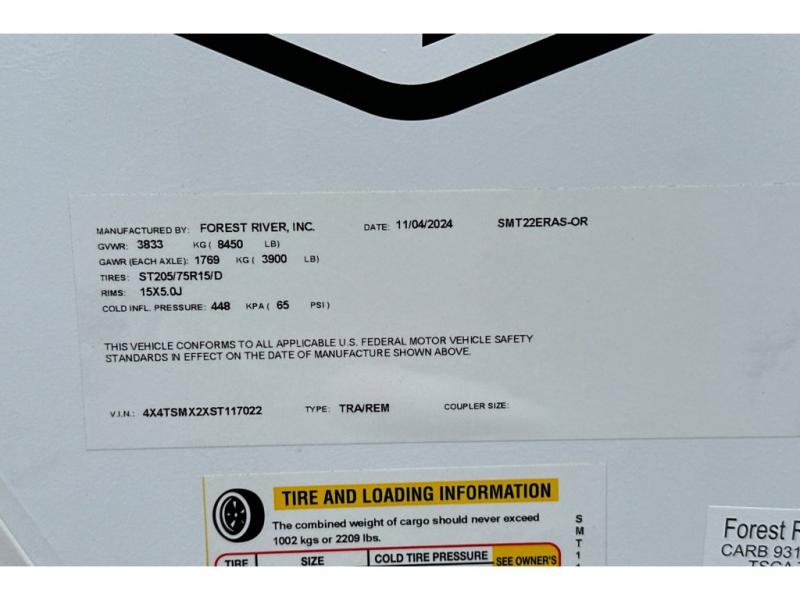 MANUFACTURED BY: FOREST RIVER, INC. DATE: 11/04/2024 SMT22ERAS-OR
GVWR: 3833 KG ( 8450 LB)
GAWR (EACH AXLE): 1769 KG ( 3900 LB)
TIRES: ST205/75R15/D
RIMS: 15X5.0J
COLD INFL. PRESSURE: 448 KPA ( 65 PSI )
THIS VEHICLE CONFORMS TO ALL APPLICABLE U.S. FEDERAL MOTOR VEHICLE SAFETY
STANDARDS IN EFFECT ON THE DATE OF MANUFACTURE SHOWN ABOVE.
V.I.N.: 4X4TSMX2XST117022 TYPE: TRA/REM COUPLER SIZE:
TIRE AND LOADING INFORMATION
The combined weight of cargo should never exceed
1002 kgs or 2209 lbs.
TIRE SIZE COLD TIRE PRESSURE SEE OWNER'S
SMT1
Forest R
CARB 931
TSCA